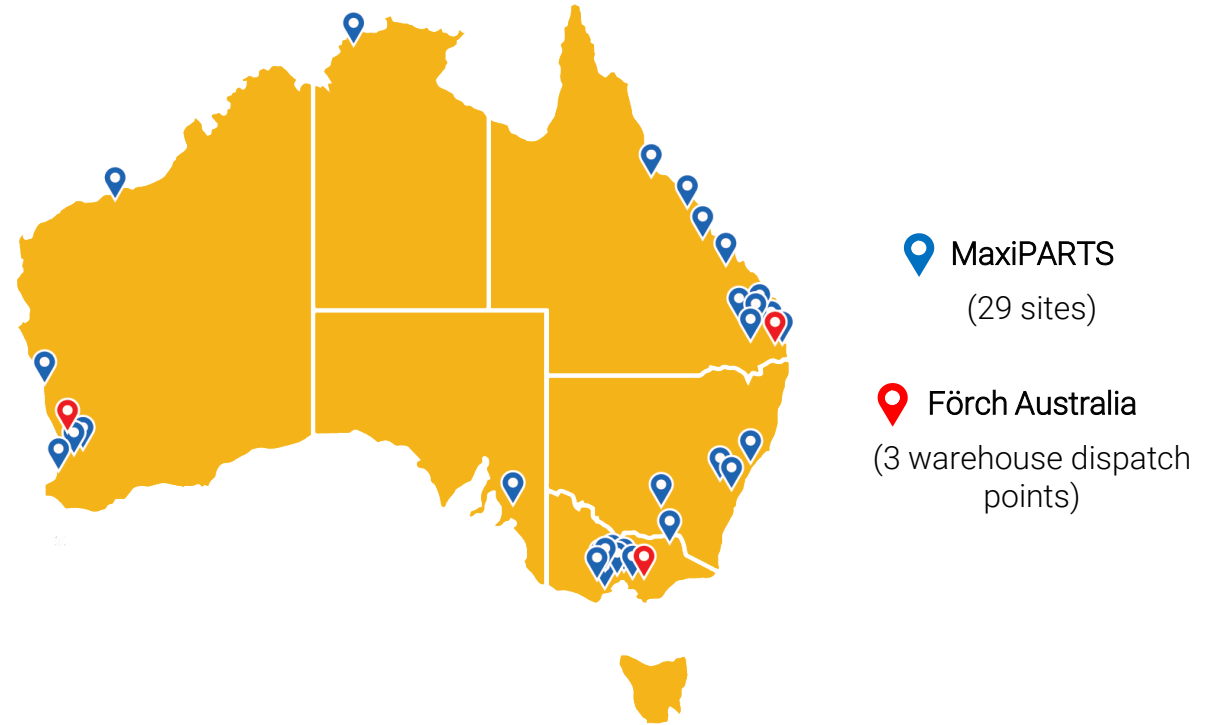 MaxiPARTS
(29 sites)
Förch Australia
(3 warehouse dispatch
points)